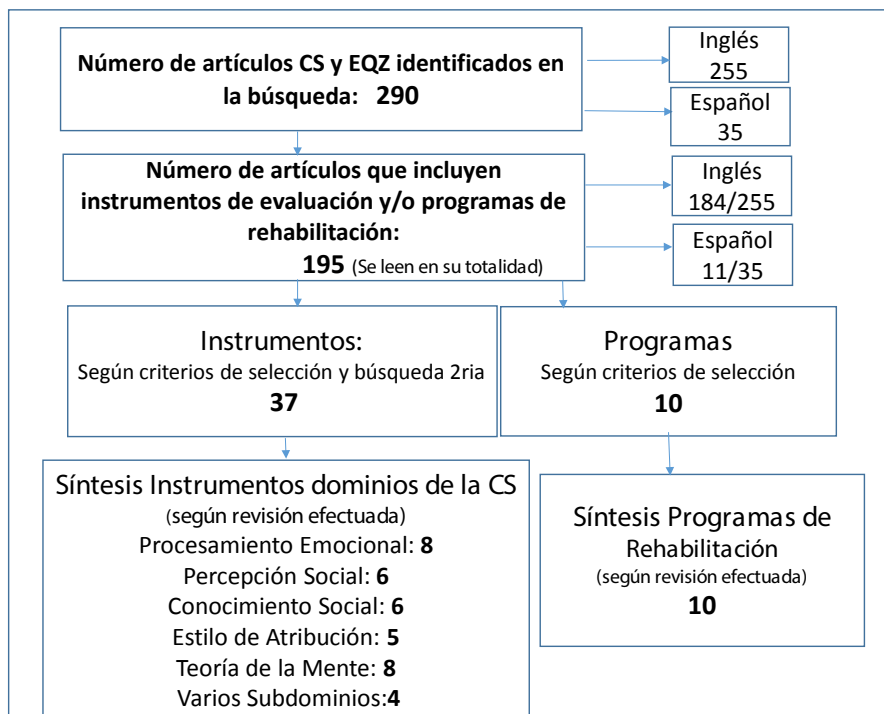 Número de artículos CS y EQZ identificados en
la búsqueda: 290
Inglés
255
Español
35
Número de artículos que incluyen
instrumentos de evaluación y/o programas de
rehabilitación:
195 (Se leen en su totalidad)
Inglés
184/255
Español
11/35
Instrumentos:
Según criterios de selección y búsqueda 2ria
37
Programas
Según criterios de selección
10
Síntesis Instrumentos dominios de la CS
(según revisión efectuada)
Procesamiento Emocional: 8
Percepción Social: 6
Conocimiento Social: 6
Estilo de Atribución: 5
Teoría de la Mente: 8
Varios Subdominios:4
Síntesis Programas de
Rehabilitación
(según revisión efectuada)
10